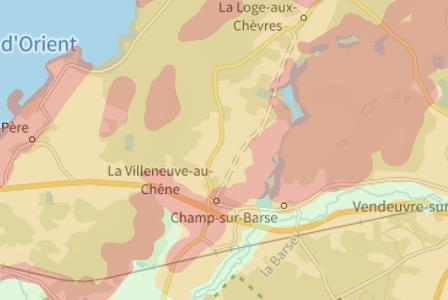 La Loge-aux-
Chèvres
d'Orient
Père
La Villeneuve-au-
Chêne
Champ-sur-Barse
Vendeuvre-sur
la Barse